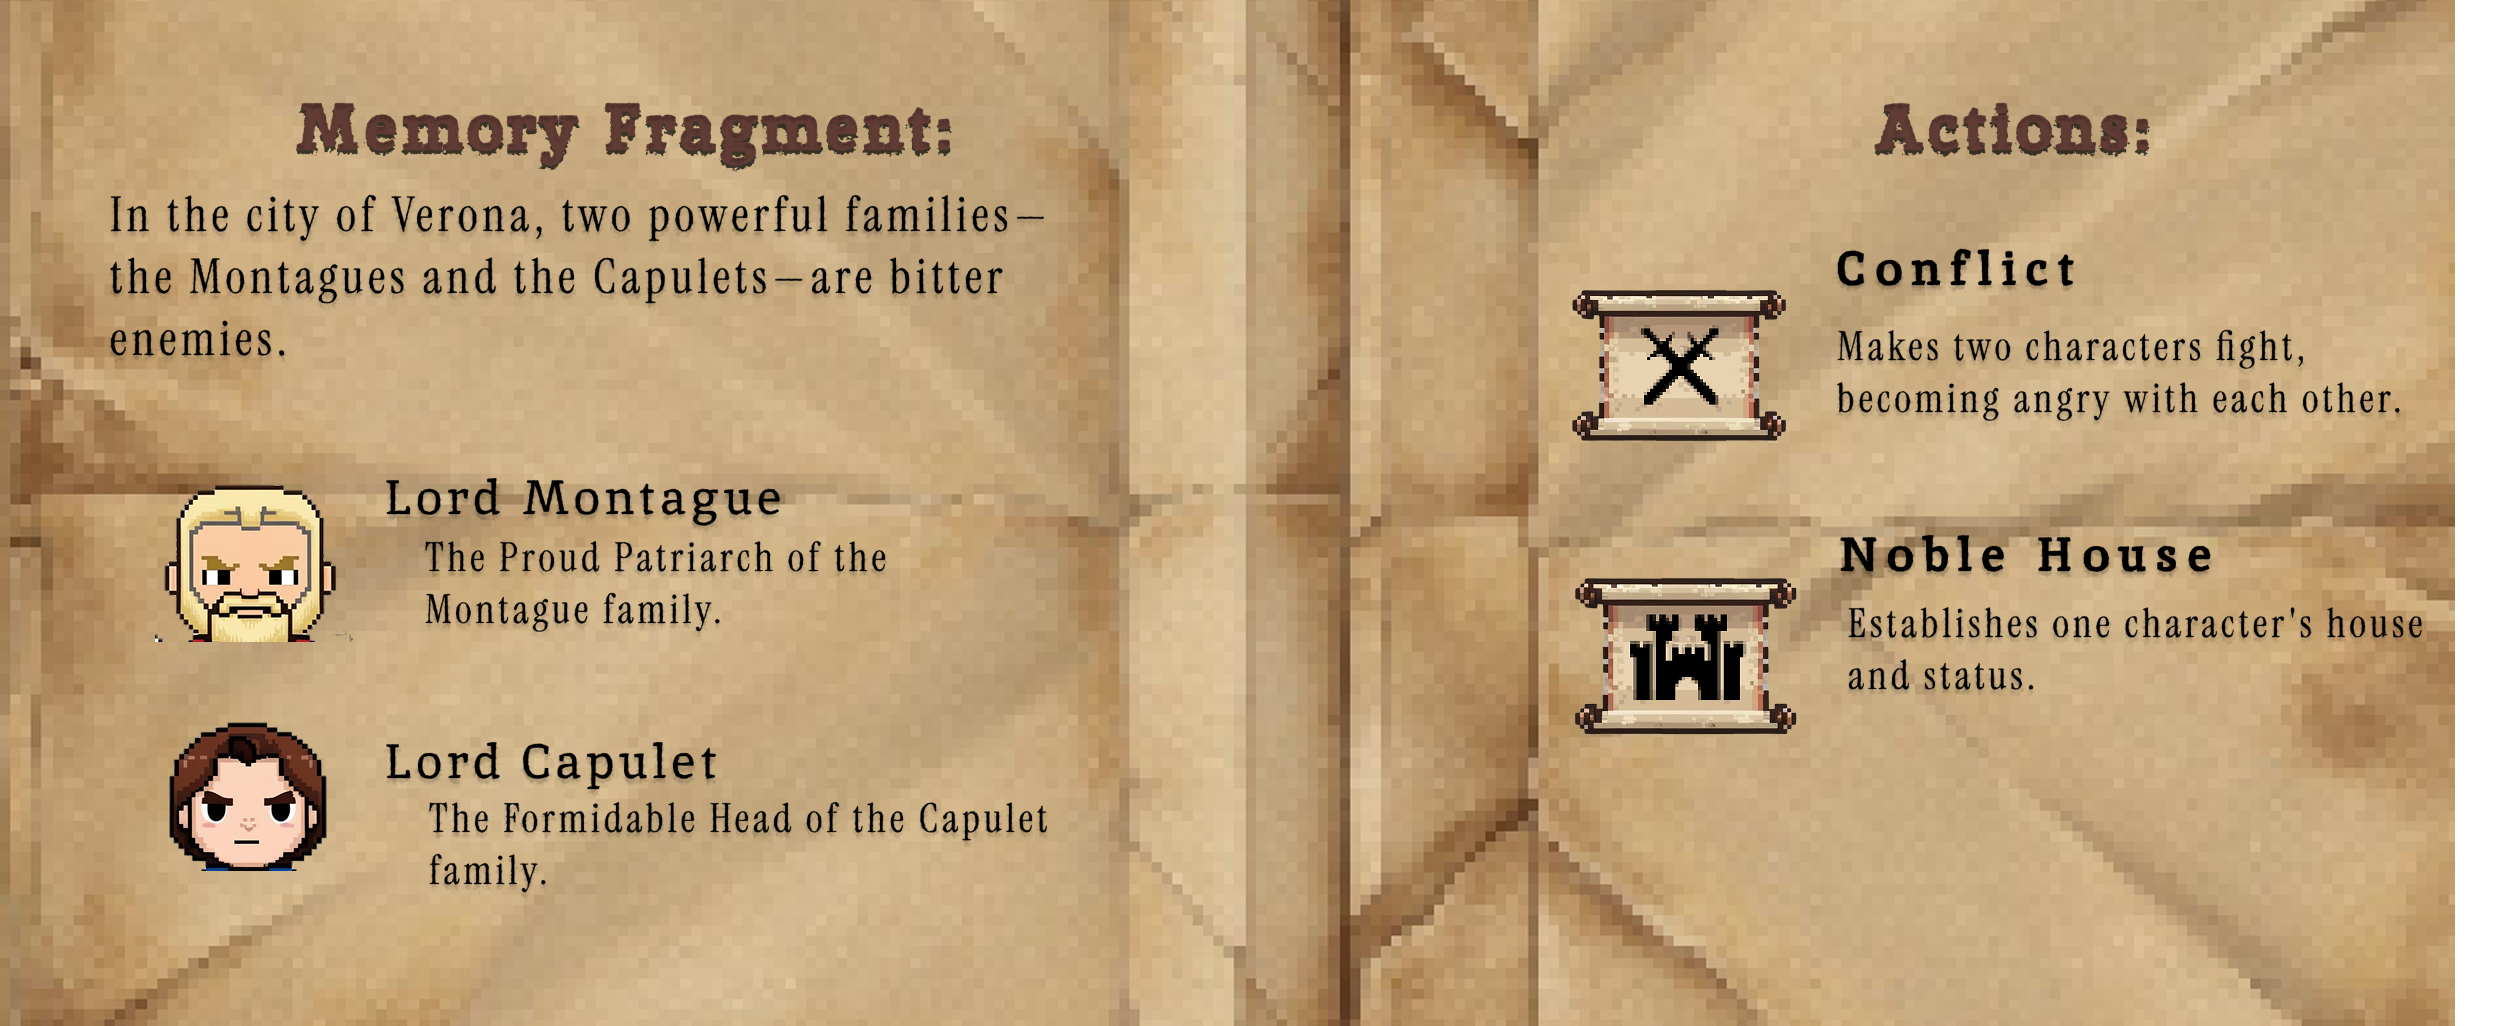 Memory Fragment:
In the city of Verona, two powerful families—
the Montagues and the Capulets—are bitter
enemies.
Lord Montague
The Proud Patriarch of the
Montague family.
Lord Capulet
The Formidable Head of the Capulet
family.
Actions:
Conflict
Makes two characters fight,
becoming angry with each other.
Noble House
Establishes one character's house
and status.